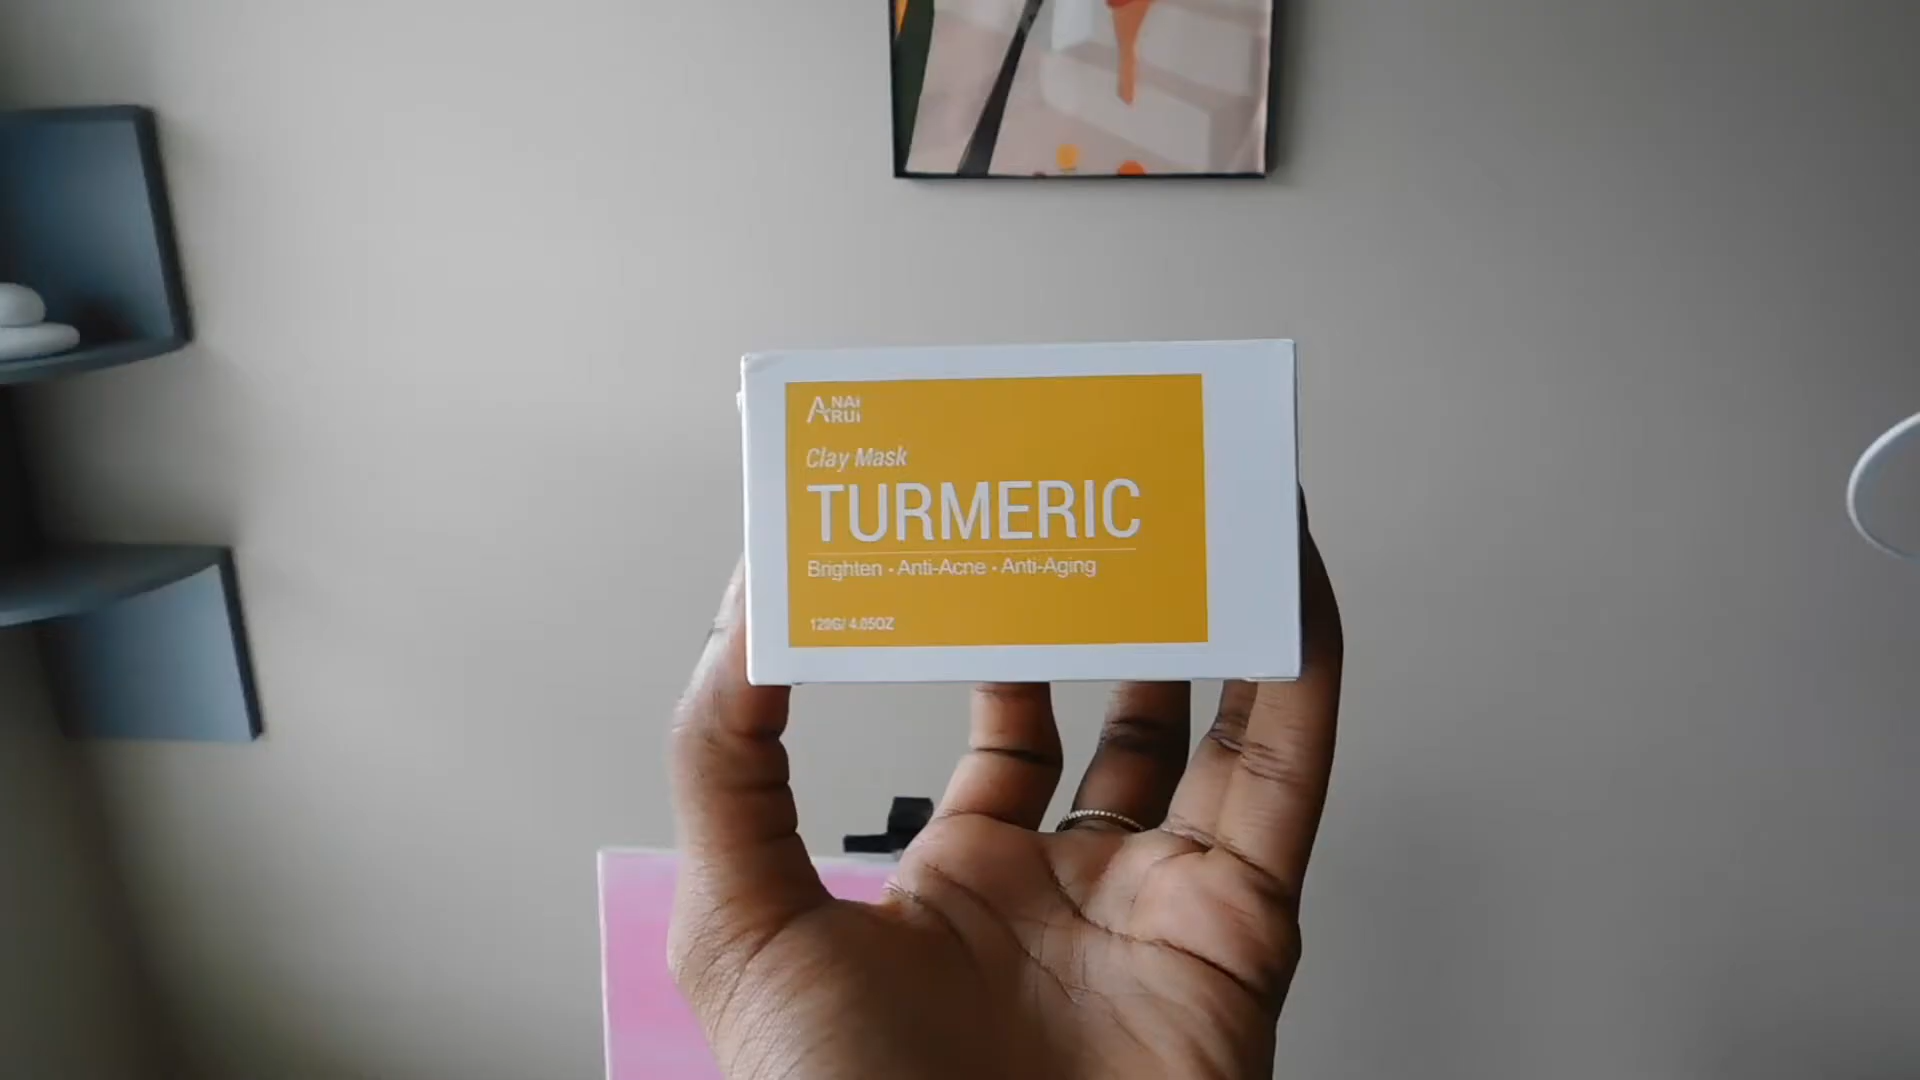 ANAi
RUi
Clay Mask
TURMERIC
Brighten • Anti-Acne • Anti-Aging
120G/ 4.05OZ